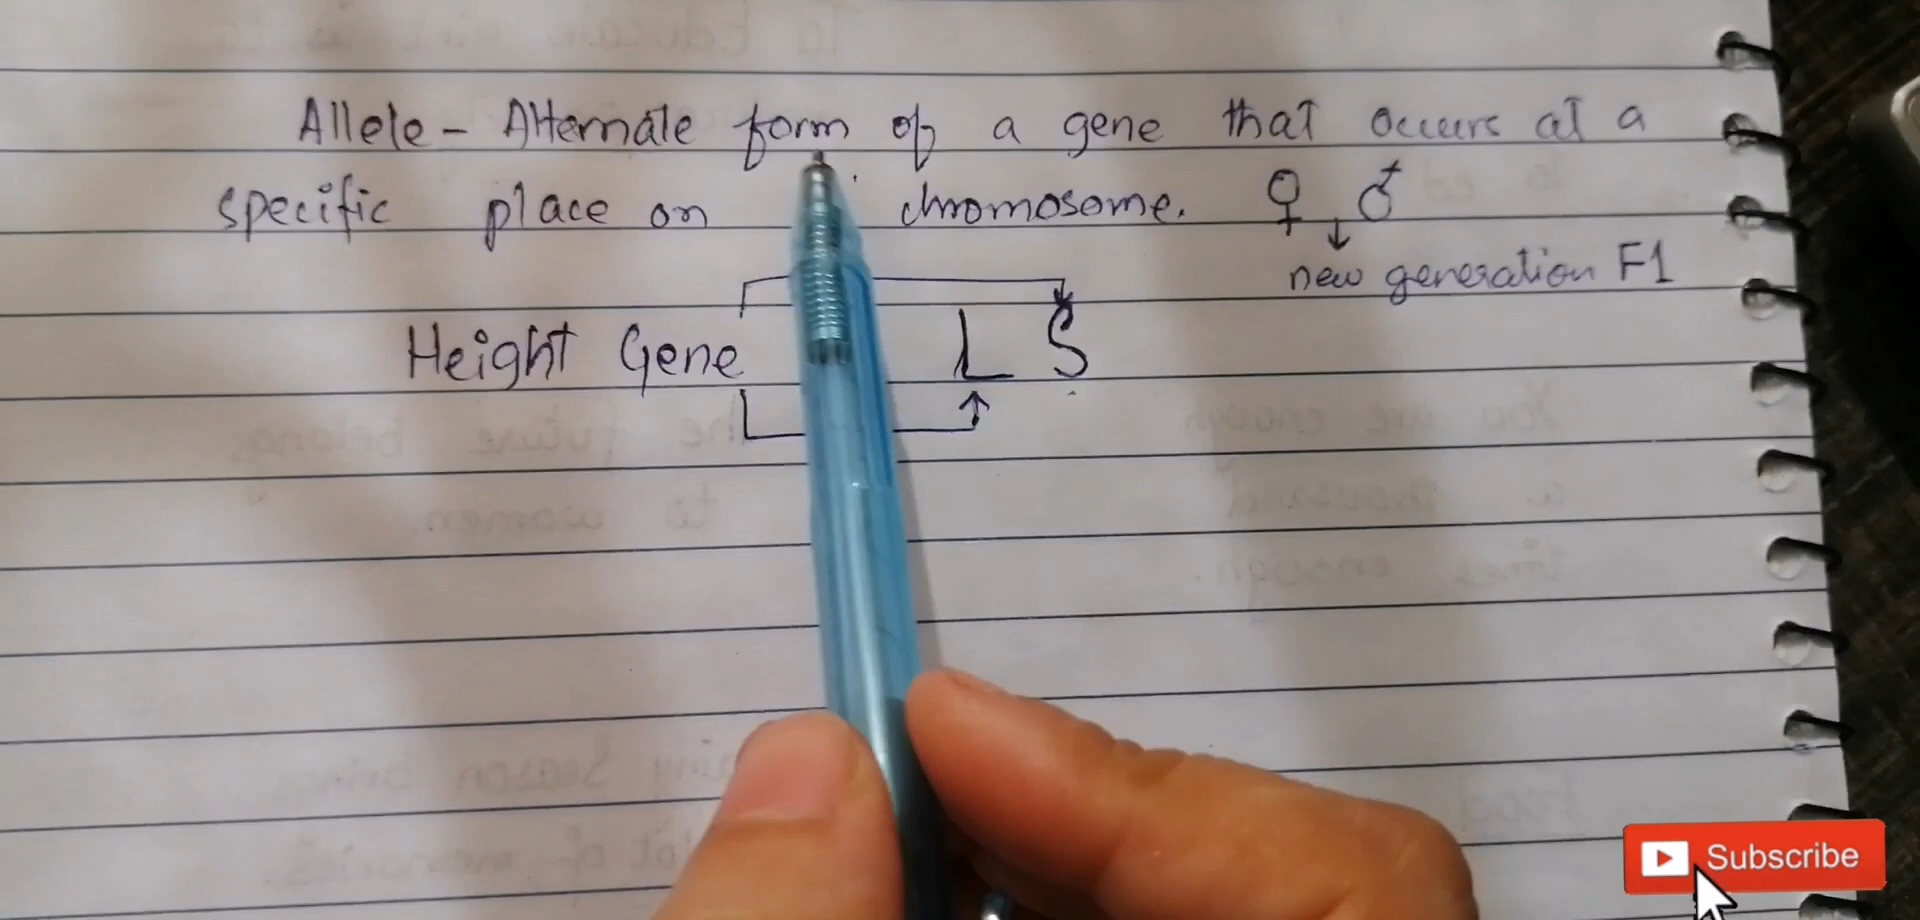 Allele - Alternate form of a gene that occurs at a
specific place on chromosome. ♀ ♂
↓
new generation F1
Height Gene L S
Subscribe